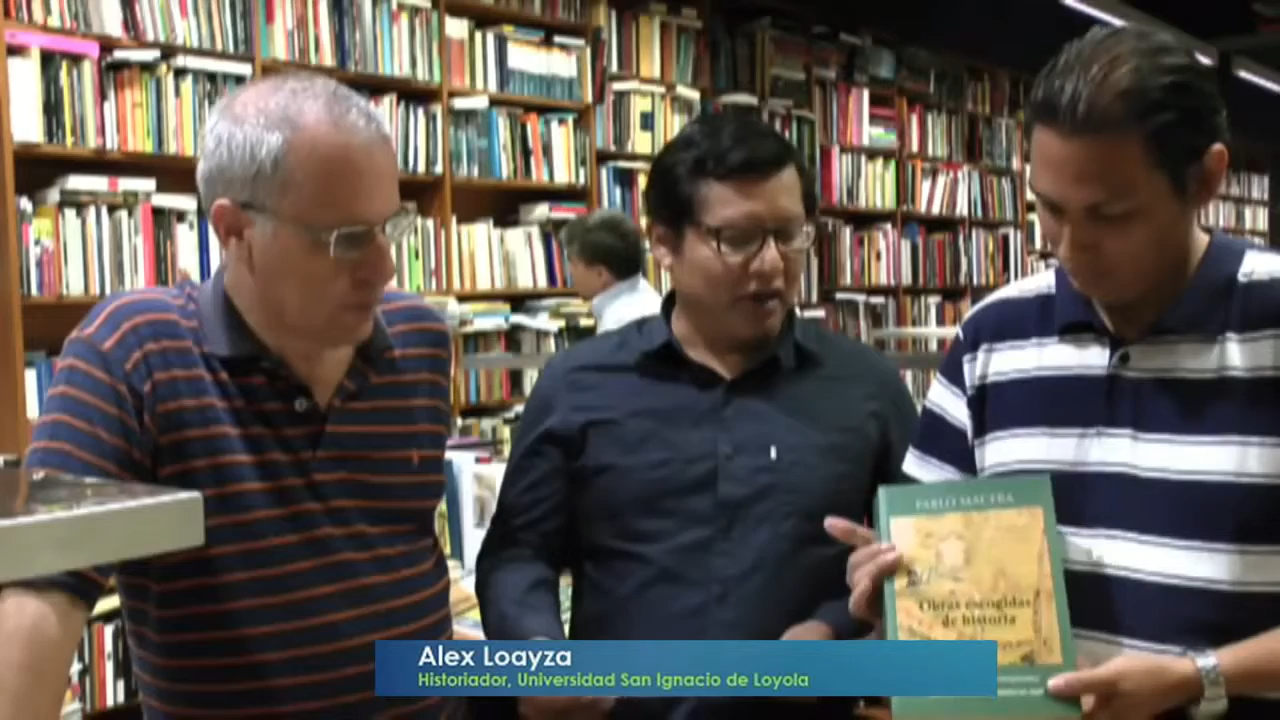 PABLO MACERA
Obras escogidas
de historia
Alex Loayza
Historiador, Universidad San Ignacio de Loyola